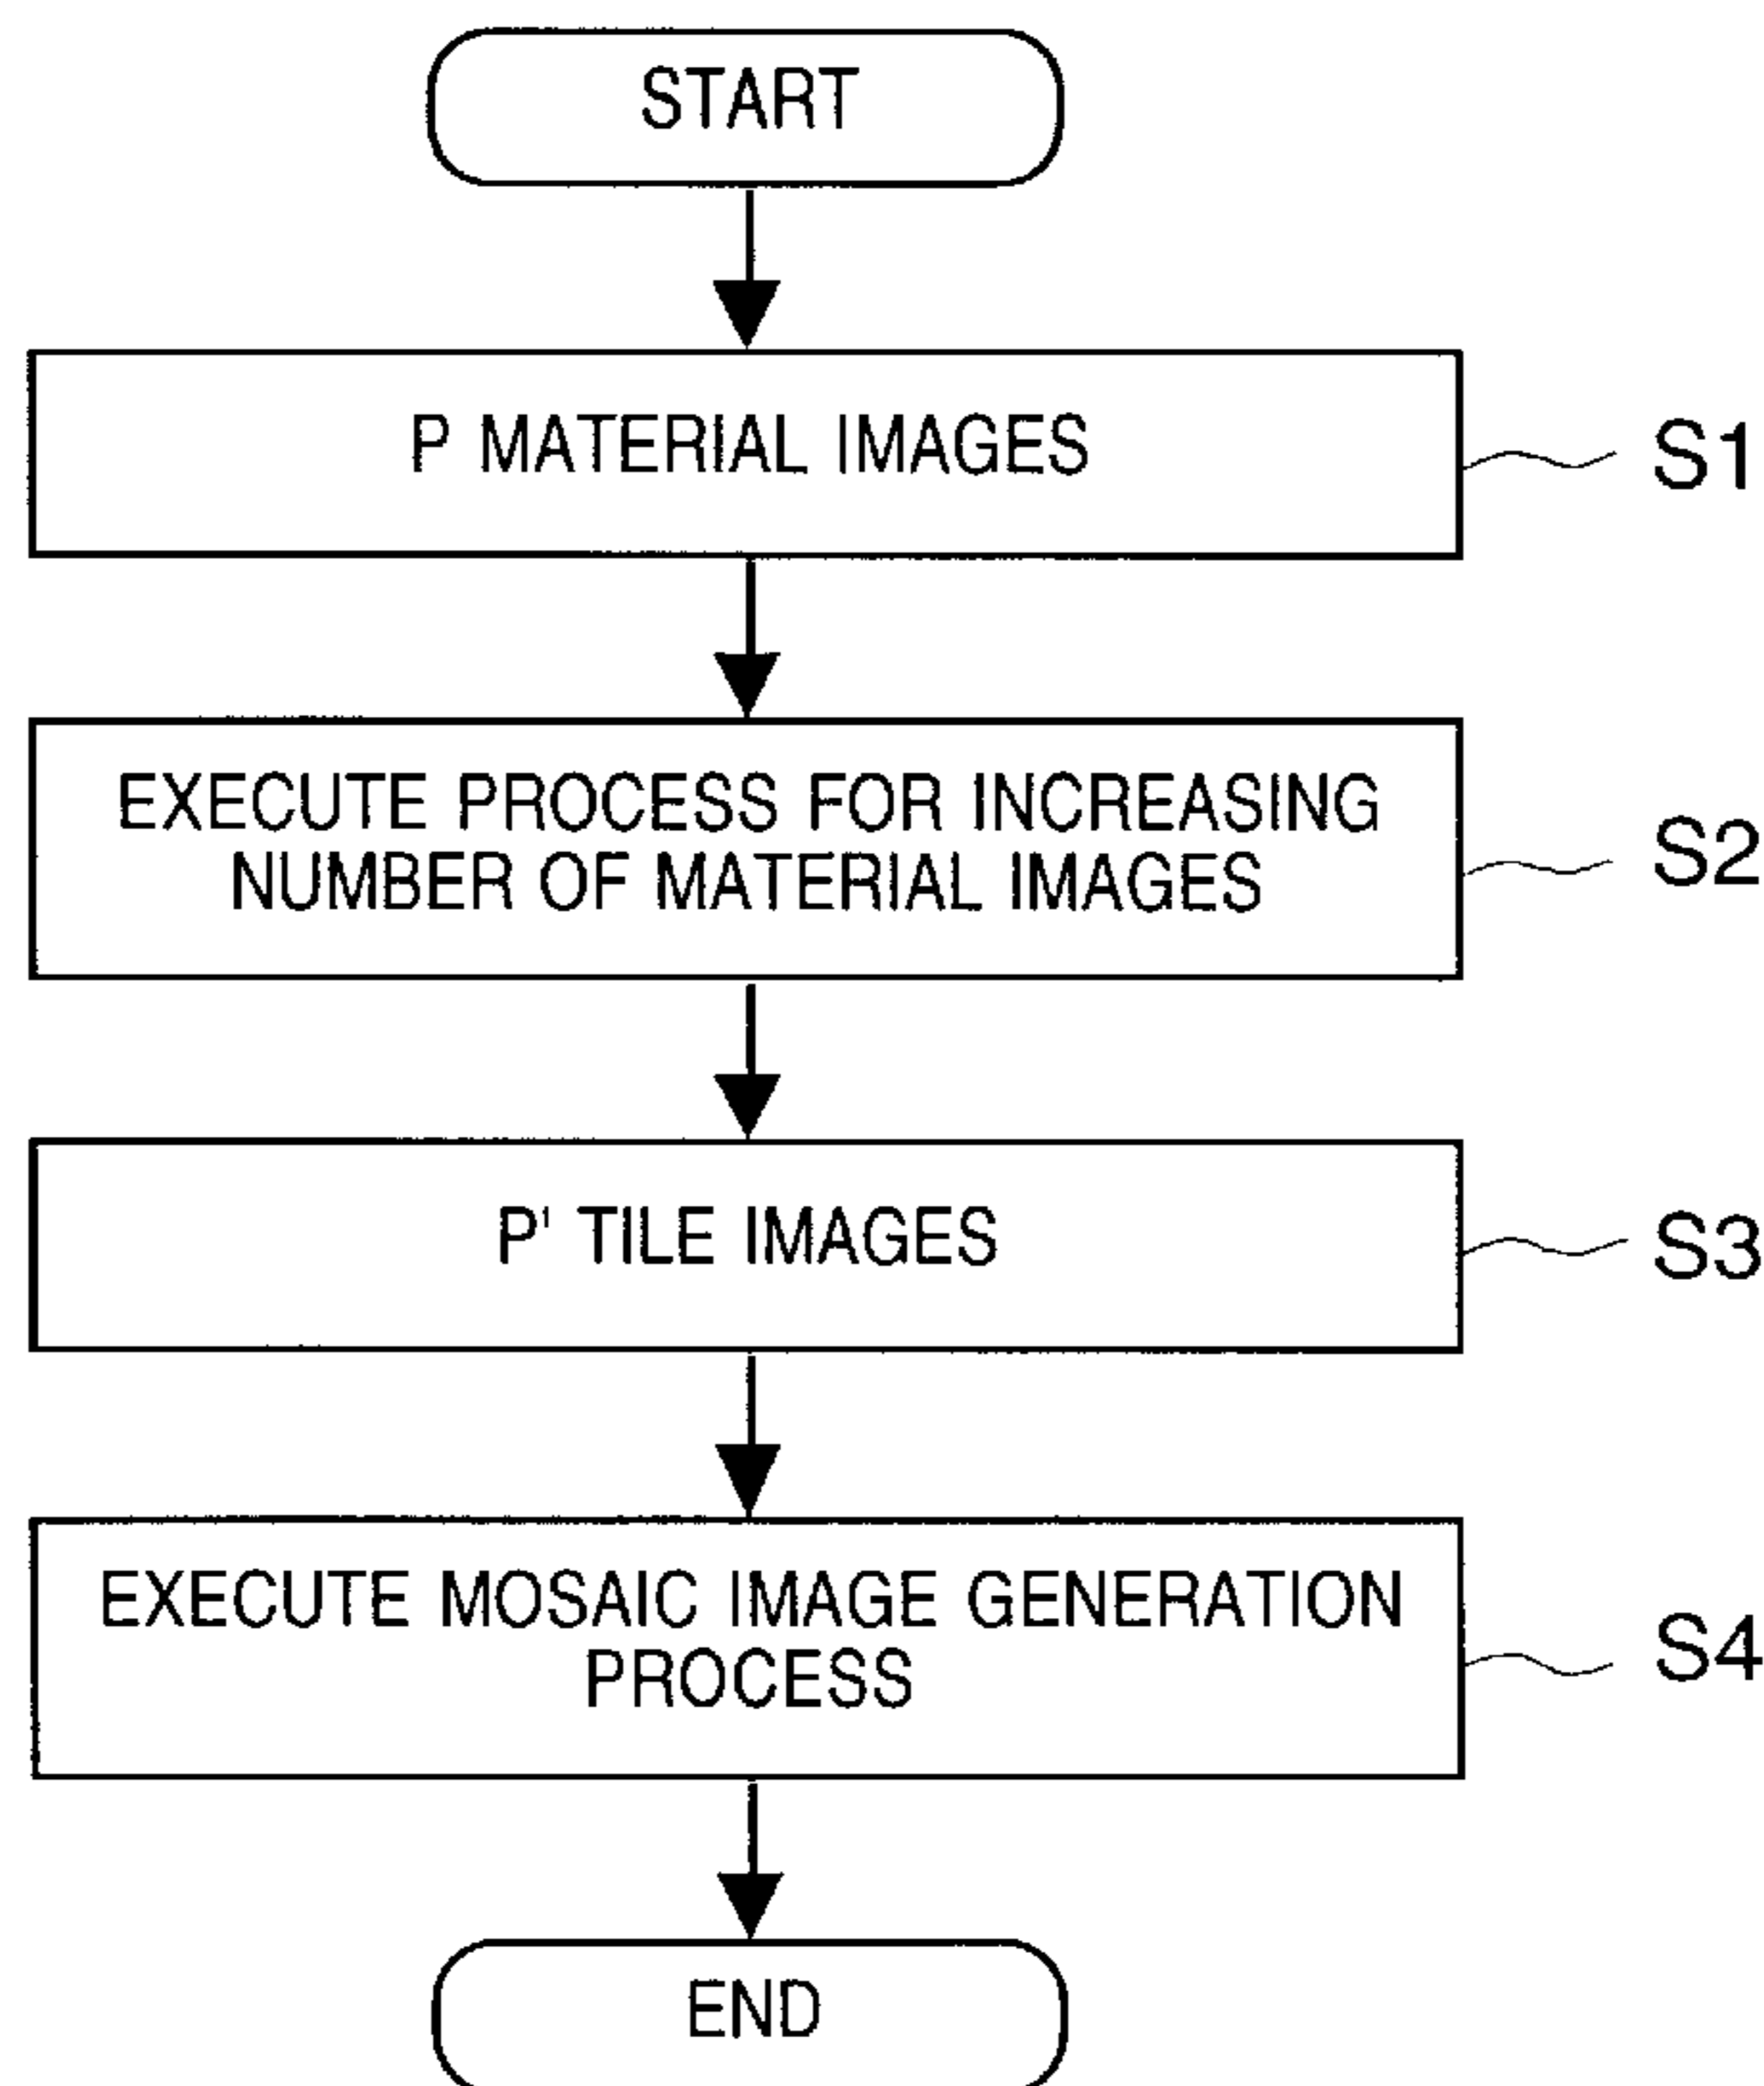 START
P MATERIAL IMAGES
S1
EXECUTE PROCESS FOR INCREASING
NUMBER OF MATERIAL IMAGES
S2
P' TILE IMAGES
S3
EXECUTE MOSAIC IMAGE GENERATION
PROCESS
S4
END